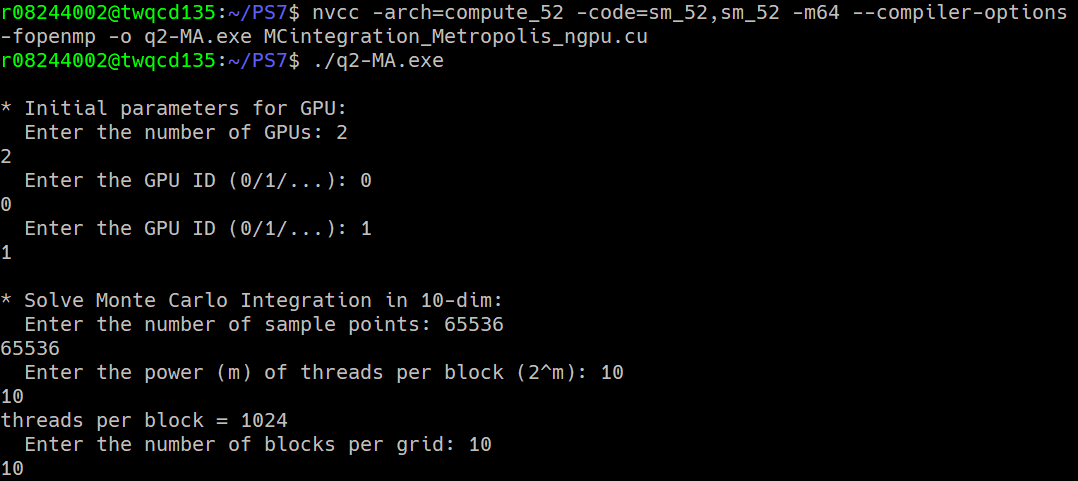 r08244002@twqcd135:~/PS7$ nvcc -arch=compute_52 -code=sm_52,sm_52 -m64 --compiler-options
-fopenmp -o q2-MA.exe MCintegration_Metropolis_ngpu.cu
r08244002@twqcd135:~/PS7$ ./q2-MA.exe
* Initial parameters for GPU:
Enter the number of GPUs: 2
2
Enter the GPU ID (0/1/...): 0
0
Enter the GPU ID (0/1/...): 1
1
* Solve Monte Carlo Integration in 10-dim:
Enter the number of sample points: 65536
65536
Enter the power (m) of threads per block (2^m): 10
10
threads per block = 1024
Enter the number of blocks per grid: 10
10